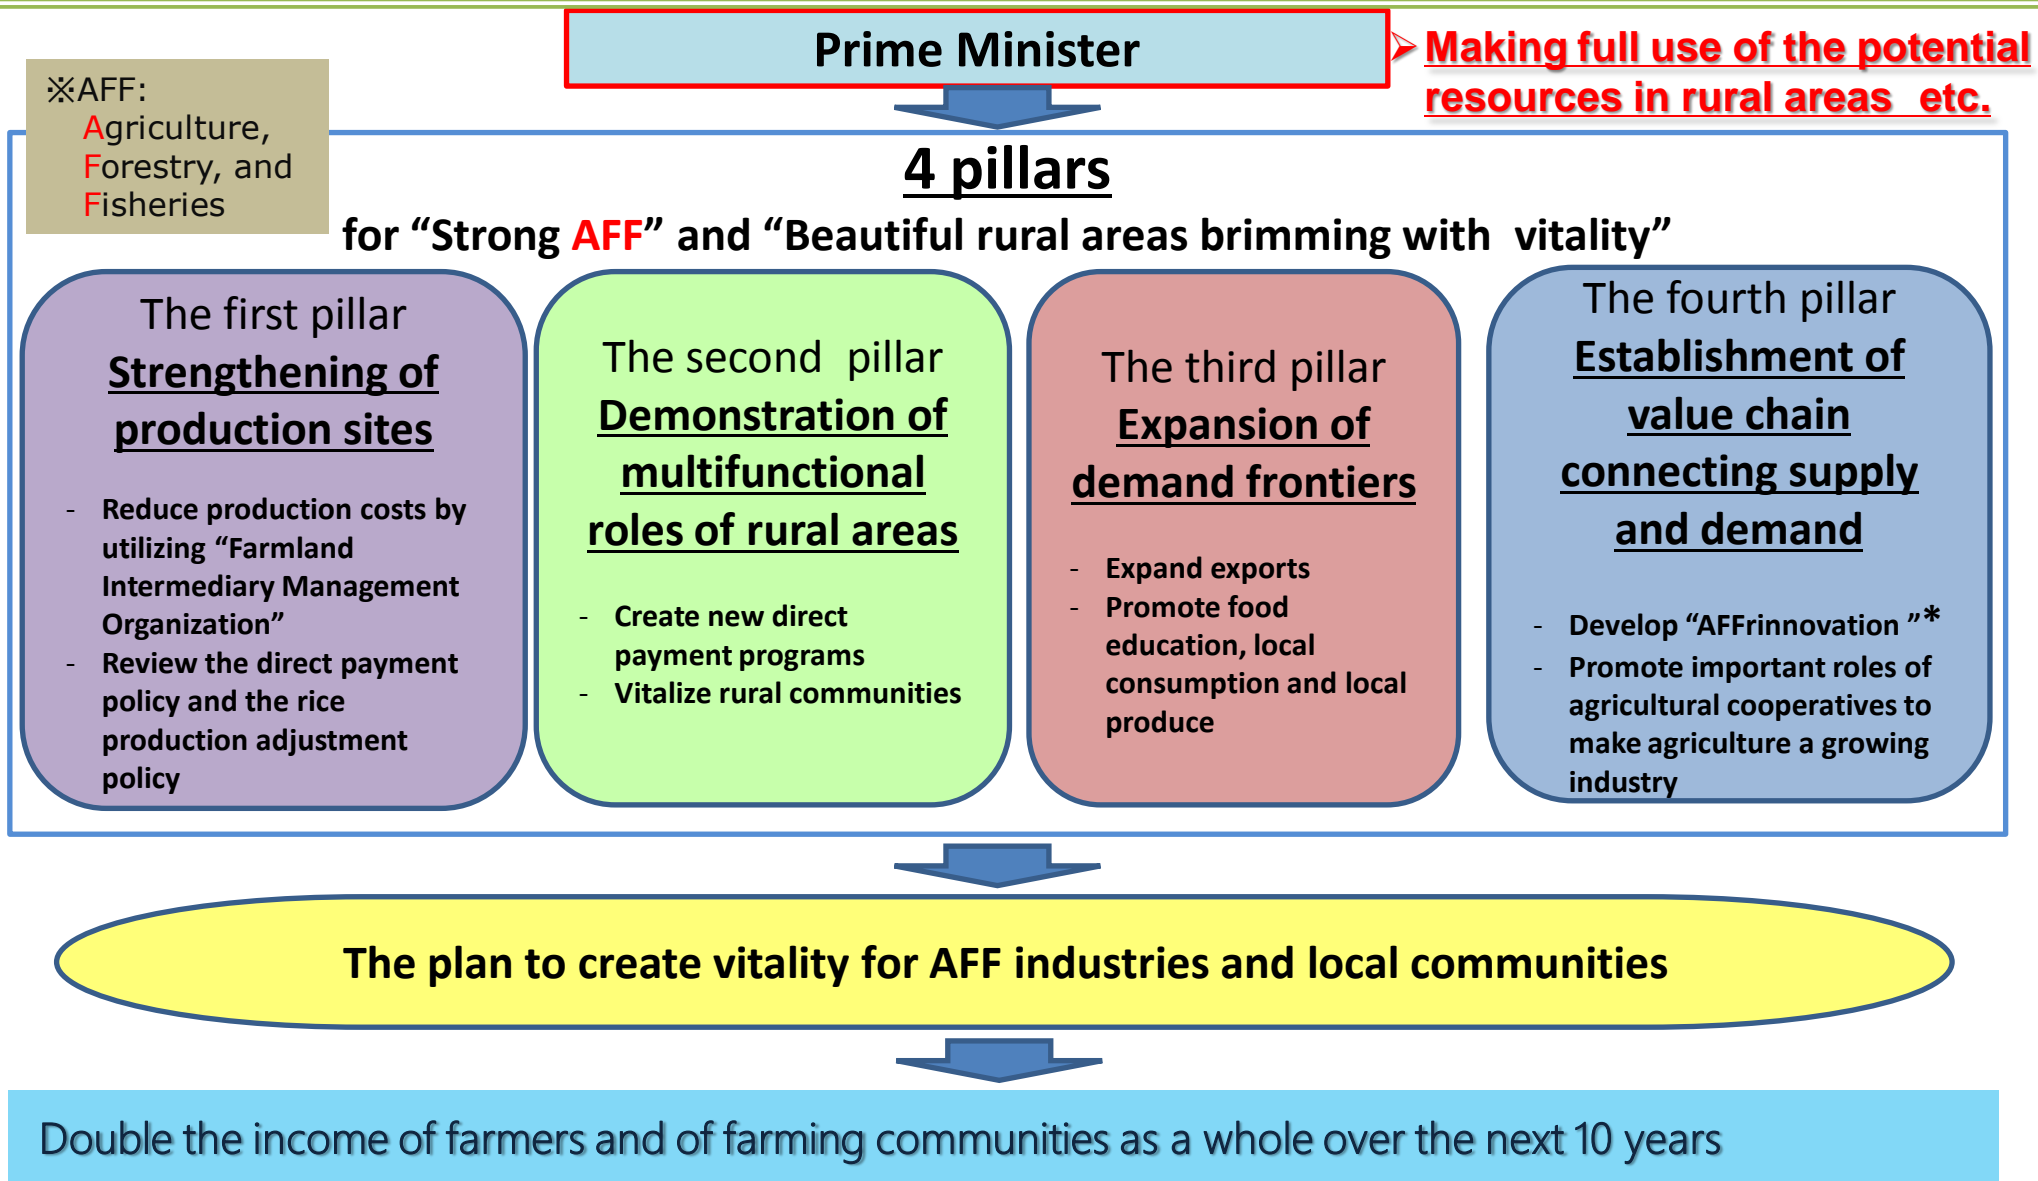 Prime Minister
➢ Making full use of the potential
resources in rural areas etc.
※AFF:
Agriculture,
Forestry, and
Fisheries
4 pillars
for “Strong AFF” and “Beautiful rural areas brimming with vitality”
The first pillar
Strengthening of
production sites
- Reduce production costs by
utilizing “Farmland
Intermediary Management
Organization”
- Review the direct payment
policy and the rice
production adjustment
policy
The second pillar
Demonstration of
multifunctional
roles of rural areas
- Create new direct
payment programs
- Vitalize rural communities
The third pillar
Expansion of
demand frontiers
- Expand exports
- Promote food
education, local
consumption and local
produce
The fourth pillar
Establishment of
value chain
connecting supply
and demand
- Develop “AFFrinnovation ”*
- Promote important roles of
agricultural cooperatives to
make agriculture a growing
industry
The plan to create vitality for AFF industries and local communities
Double the income of farmers and of farming communities as a whole over the next 10 years